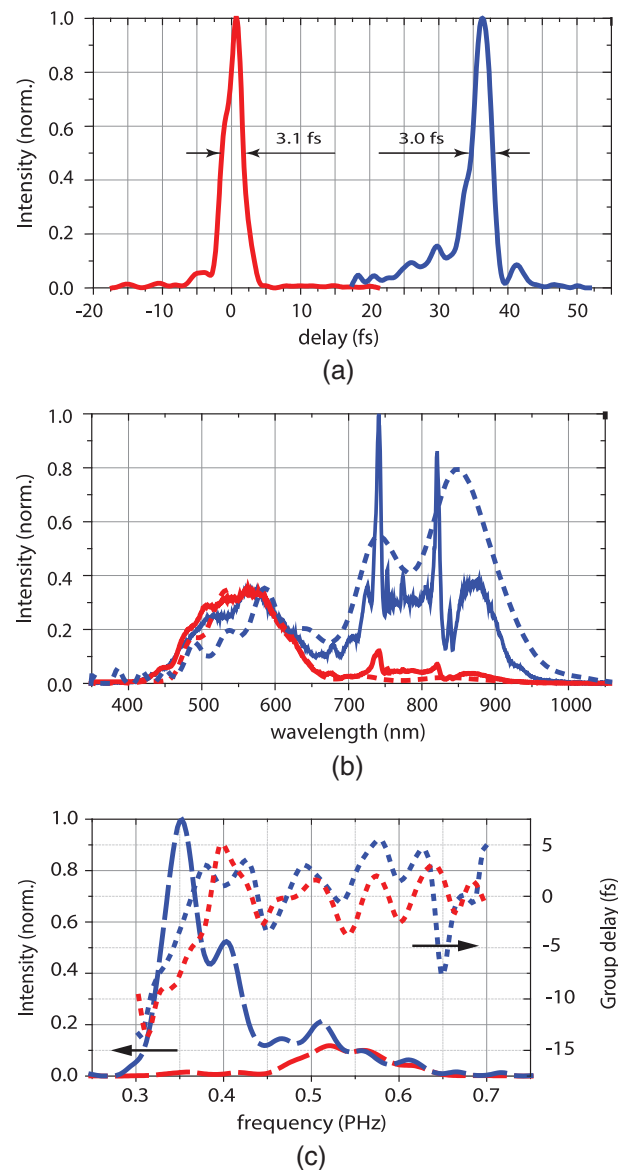 1.0
0.8
0.6
0.4
0.2
0.0
Intensity (norm.)
3.1 fs
3.0 fs
-20 -10 0 10 20 30 40 50
delay (fs)
(a)
1.0
0.8
0.6
0.4
0.2
0.0
Intensity (norm.)
400 500 600 700 800 900 1000
wavelength (nm)
(b)
1.0
0.8
0.6
0.4
0.2
0.0
Intensity (norm.)
5
0
-5
-10
-15
Group delay (fs)
0.3 0.4 0.5 0.6 0.7
frequency (PHz)
(c)